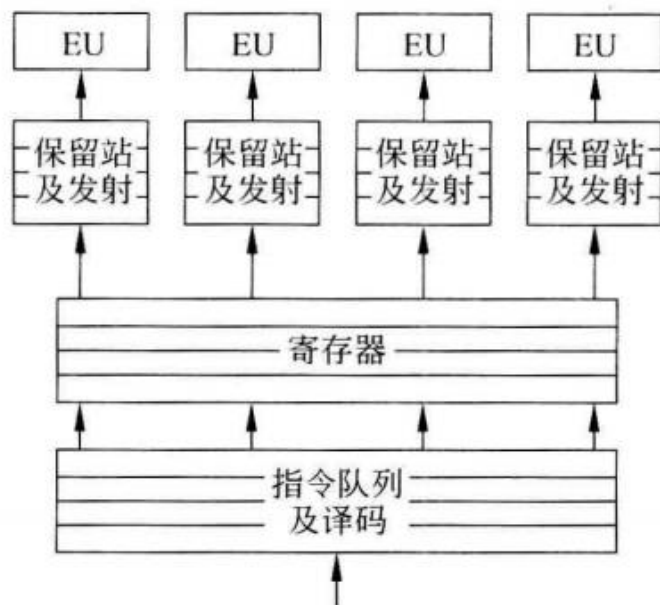 EU EU EU EU
保留站 保留站 保留站 保留站
及发射 及发射 及发射 及发射
寄存器
指令队列
及译码